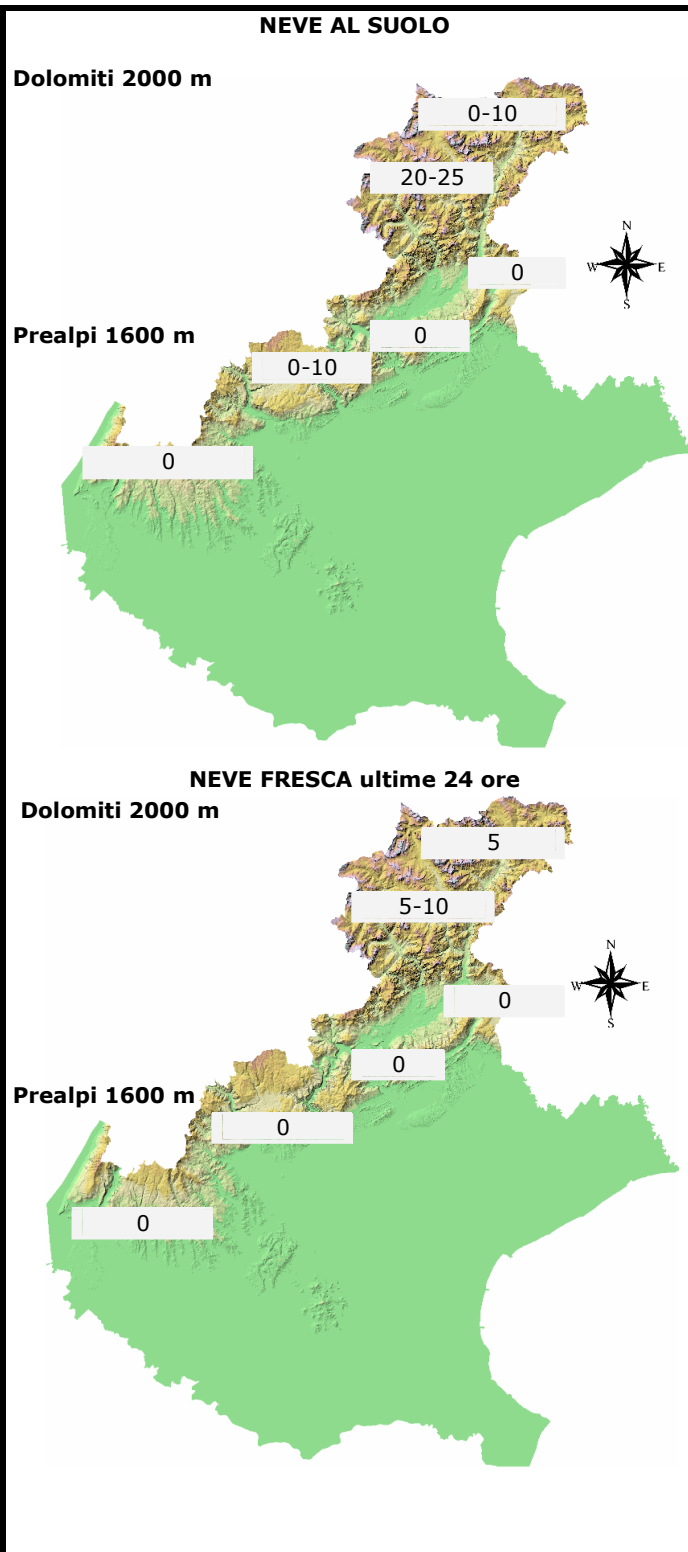 NEVE AL SUOLO
Dolomiti 2000 m
0-10
20-25
N
W E
S
0
Prealpi 1600 m
0
0-10
0
NEVE FRESCA ultime 24 ore
Dolomiti 2000 m
5
5-10
N
W E
S
0
0
Prealpi 1600 m
0
0